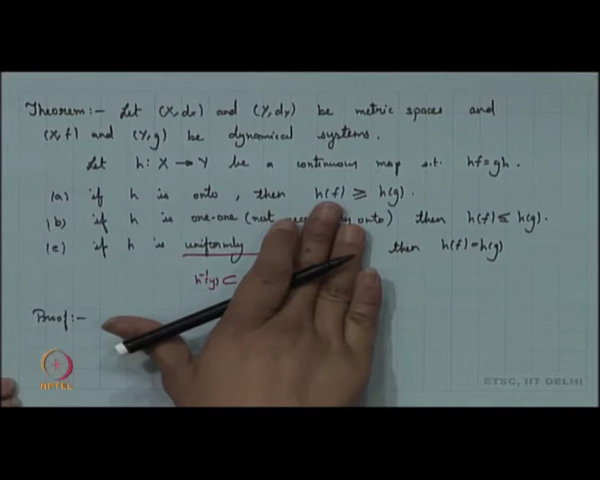 Theorem:- Let (X, dₓ) and (Y, dᵧ) be metric spaces and
(X, f) and (Y, g) be dynamical systems.
Let h: X → Y be a continuous map s.t. hf = gh.
(a) if h is onto, then h(f) ≥ h(g).
(b) if h is one-one (not onto) then h(f) ≤ h(g).
(c) if h is uniformly then h(f) = h(g)
h⁻¹(y) ⊂
Proof:-
NPTEL
ETSC, IIT DELHI